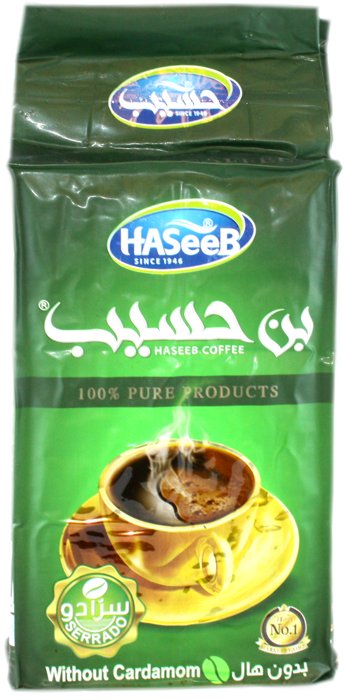 حسيب
SINCE 1946
HASeeB®
SINCE 1946
بن حسيب®
HASEEB COFFEE
100% PURE PRODUCTS
سرادو
SERRADO
No.1
Without Cardamom بدون هال